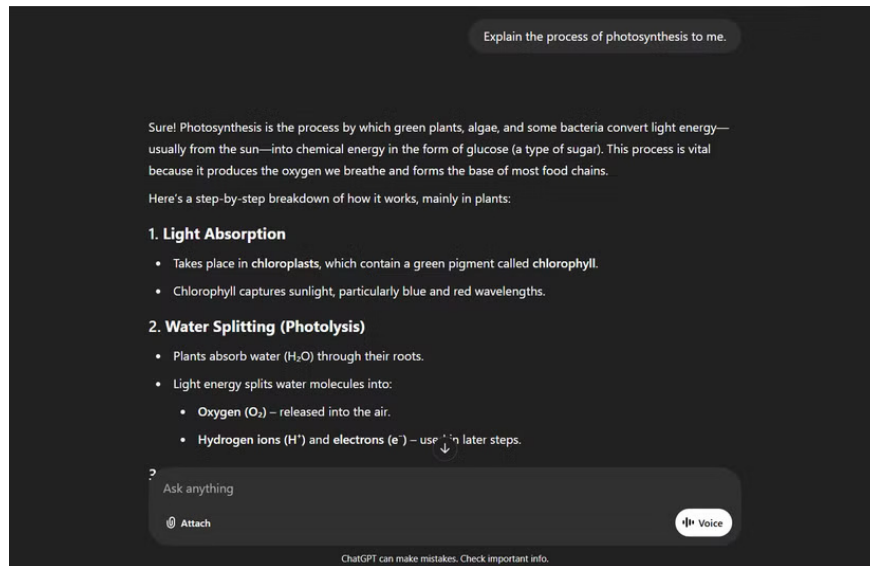 Explain the process of photosynthesis to me.
Sure! Photosynthesis is the process by which green plants, algae, and some bacteria convert light energy—
usually from the sun—into chemical energy in the form of glucose (a type of sugar). This process is vital
because it produces the oxygen we breathe and forms the base of most food chains.
Here's a step-by-step breakdown of how it works, mainly in plants:
1. Light Absorption
• Takes place in chloroplasts, which contain a green pigment called chlorophyll.
• Chlorophyll captures sunlight, particularly blue and red wavelengths.
2. Water Splitting (Photolysis)
• Plants absorb water (H₂O) through their roots.
• Light energy splits water molecules into:
• Oxygen (O₂) – released into the air.
• Hydrogen ions (H⁺) and electrons (e⁻) – used in later steps.
Ask anything
Attach
Voice
ChatGPT can make mistakes. Check important info.